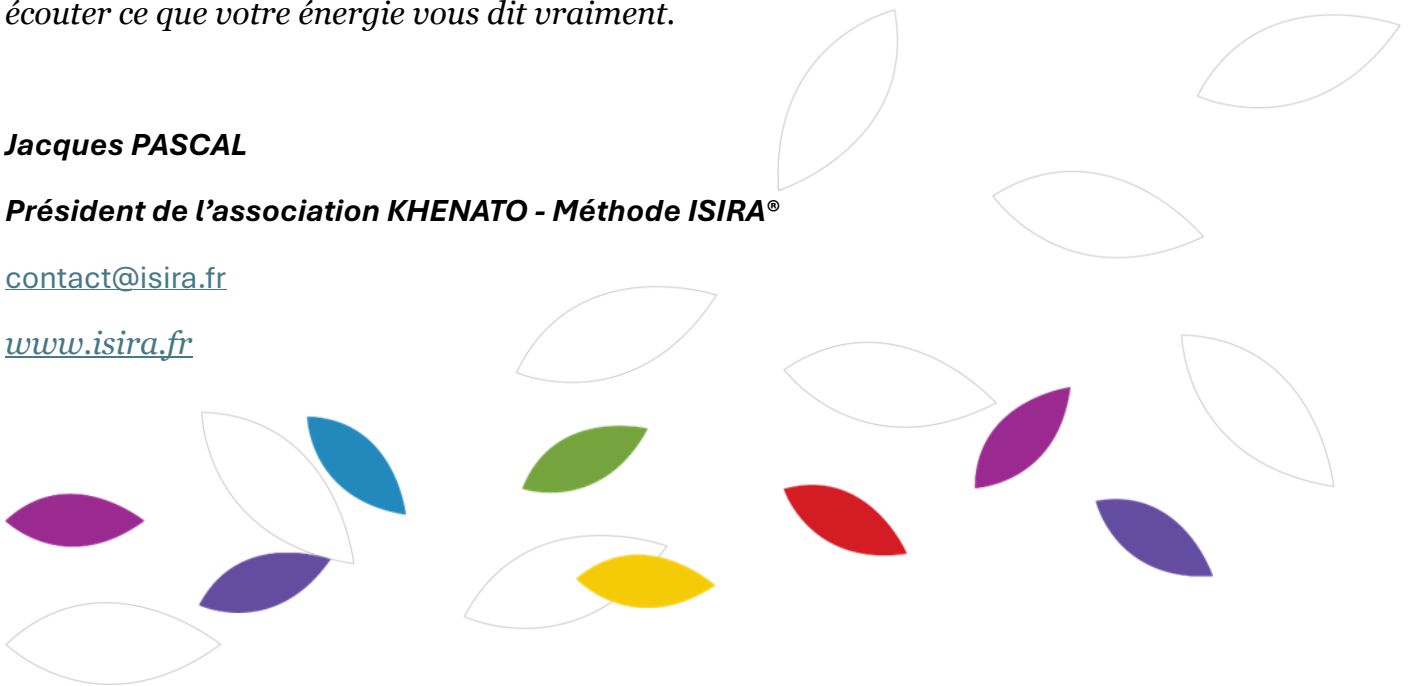 écouter ce que votre énergie vous dit vraiment.
Jacques PASCAL
Président de l’association KHENATO - Méthode ISIRA®
contact@isira.fr
www.isira.fr